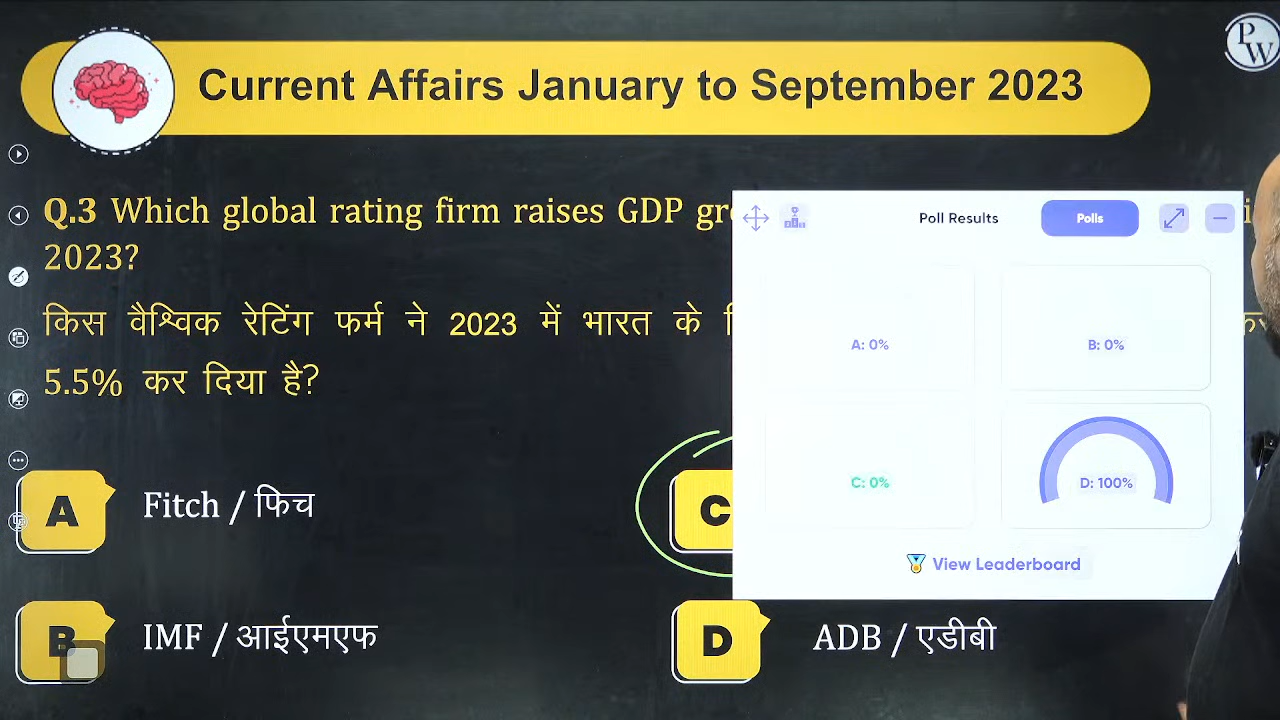 PW
Current Affairs January to September 2023
Q.3 Which global rating firm raises GDP
2023?
किस वैश्विक रेटिंग फर्म ने 2023 में भारत के
5.5% कर दिया है?
Poll Results
Polls
A: 0%
B: 0%
C: 0%
D: 100%
View Leaderboard
A Fitch / फिच
C
B IMF / आईएमएफ
D ADB / एडीबी